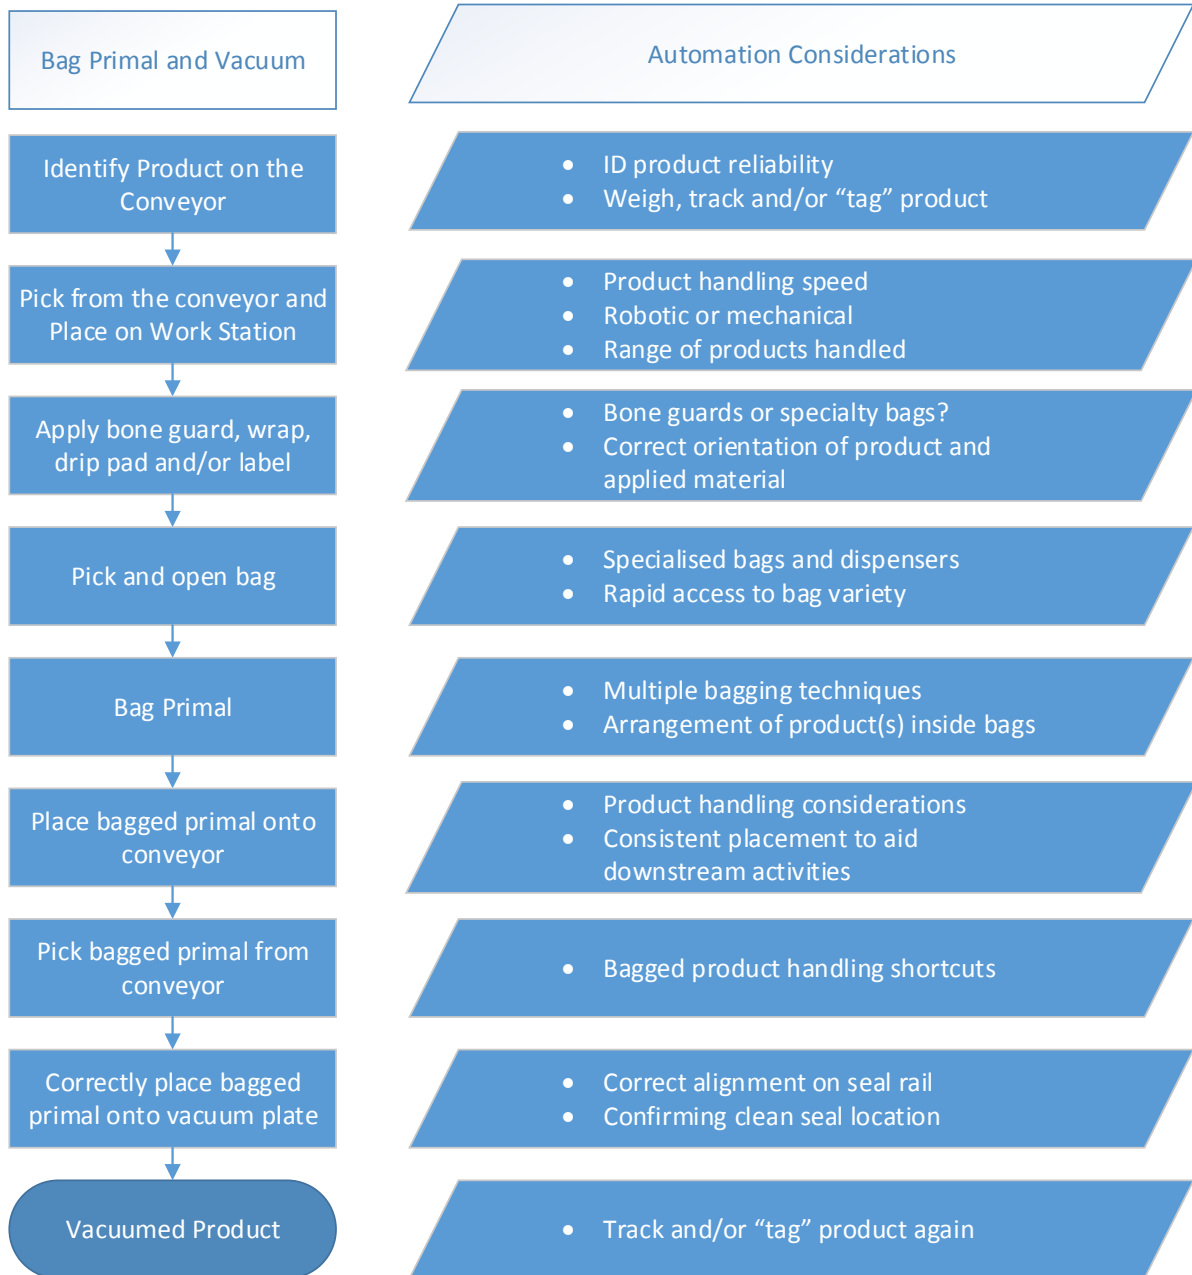 Bag Primal and Vacuum
Automation Considerations
Identify Product on the
Conveyor
• ID product reliability
• Weigh, track and/or “tag” product
Pick from the conveyor and
Place on Work Station
• Product handling speed
• Robotic or mechanical
• Range of products handled
Apply bone guard, wrap,
drip pad and/or label
• Bone guards or specialty bags?
• Correct orientation of product and
applied material
Pick and open bag
• Specialised bags and dispensers
• Rapid access to bag variety
Bag Primal
• Multiple bagging techniques
• Arrangement of product(s) inside bags
Place bagged primal onto
conveyor
• Product handling considerations
• Consistent placement to aid
downstream activities
Pick bagged primal from
conveyor
• Bagged product handling shortcuts
Correctly place bagged
primal onto vacuum plate
• Correct alignment on seal rail
• Confirming clean seal location
Vacuumed Product
• Track and/or “tag” product again